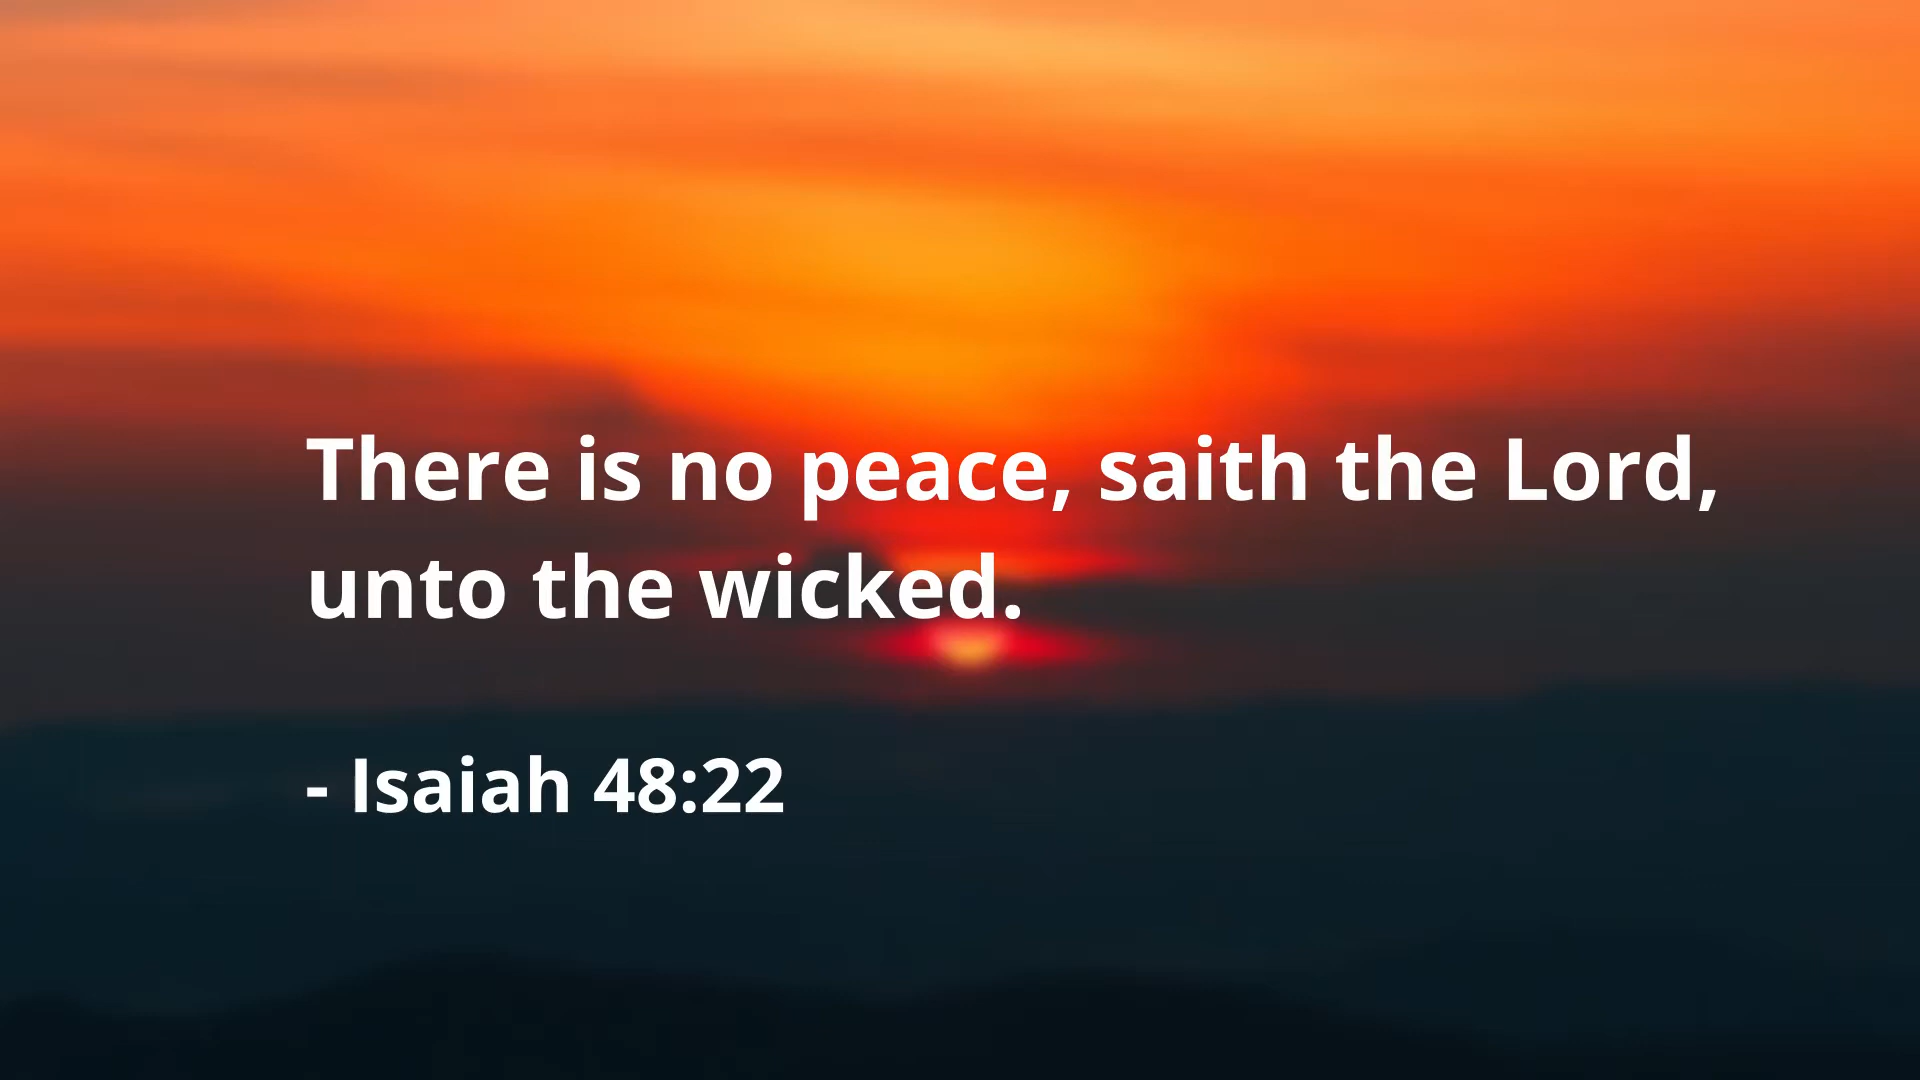 There is no peace, saith the Lord,
unto the wicked.
- Isaiah 48:22